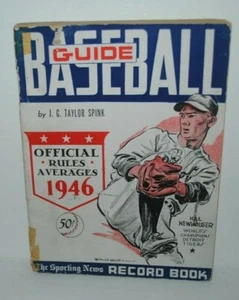 GUIDE
BASEBALL
by J. G. TAYLOR SPINK
OFFICIAL
RULES
AVERAGES
1946
50¢
HAL
NEWHOUSER
WORLD'S
CHAMPIONS
DETROIT
TIGERS
The Sporting News RECORD BOOK